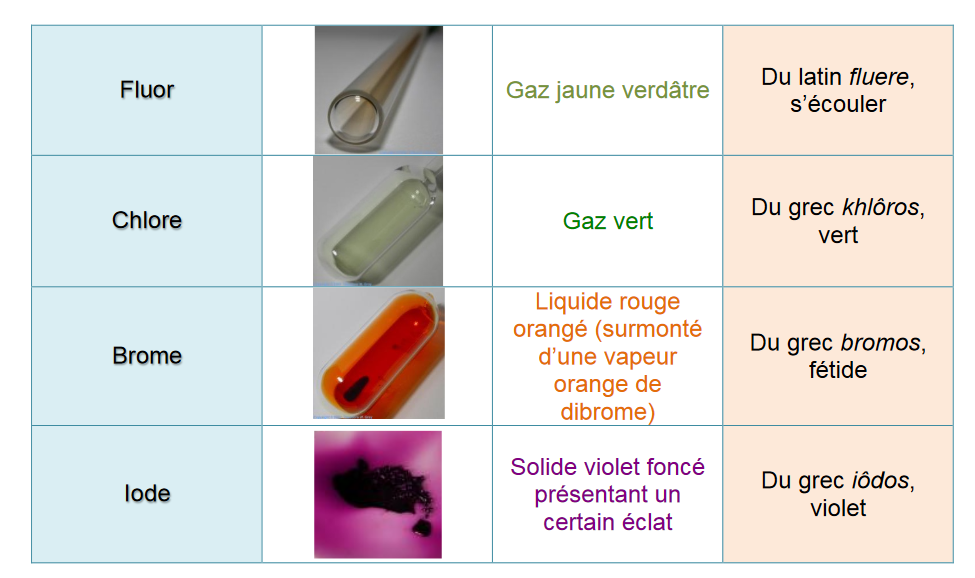 Fluor
Gaz jaune verdâtre
Du latin fluere,
s’écouler
Chlore
Gaz vert
Du grec khlôros,
vert
Brome
Liquide rouge
orangé (surmonté
d’une vapeur
orange de
dibrome)
Du grec bromos,
fétide
Iode
Solide violet foncé
présentant un
certain éclat
Du grec iôdos,
violet